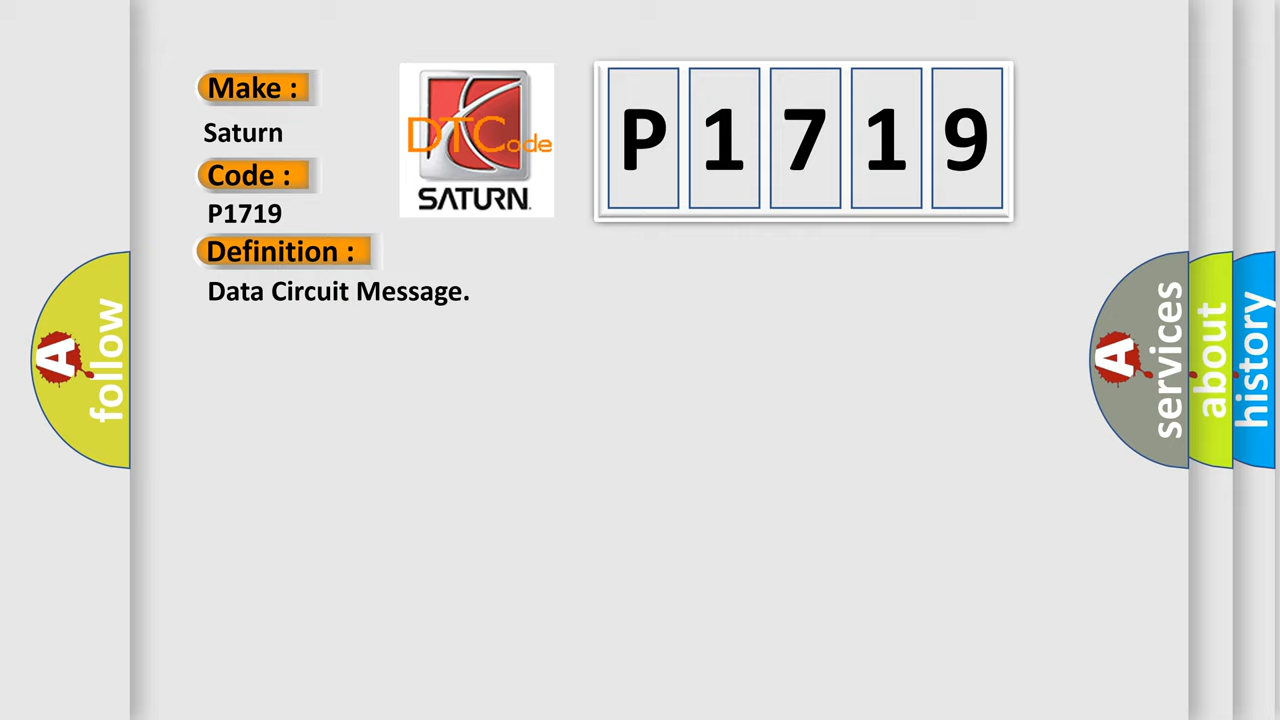 Make :
Saturn
Code :
P1719
Definition :
Data Circuit Message.
DTCode
SATURN
P 1 7 1 9
A follow
A services
about
history